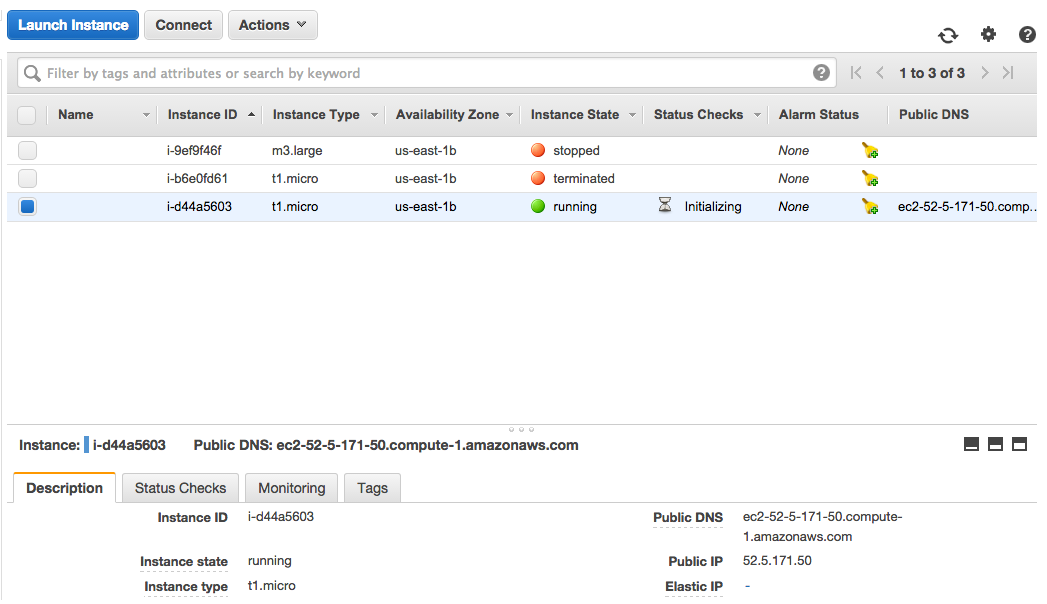 Launch Instance Connect Actions
Filter by tags and attributes or search by keyword 1 to 3 of 3
Name Instance ID Instance Type Availability Zone Instance State Status Checks Alarm Status Public DNS
i-9ef9f46f m3.large us-east-1b stopped None
i-b6e0fd61 t1.micro us-east-1b terminated None
i-d44a5603 t1.micro us-east-1b running Initializing None ec2-52-5-171-50.comp…
Instance: i-d44a5603 Public DNS: ec2-52-5-171-50.compute-1.amazonaws.com
Description Status Checks Monitoring Tags
Instance ID i-d44a5603 Public DNS ec2-52-5-171-50.compute-
1.amazonaws.com
Instance state running Public IP 52.5.171.50
Instance type t1.micro Elastic IP -